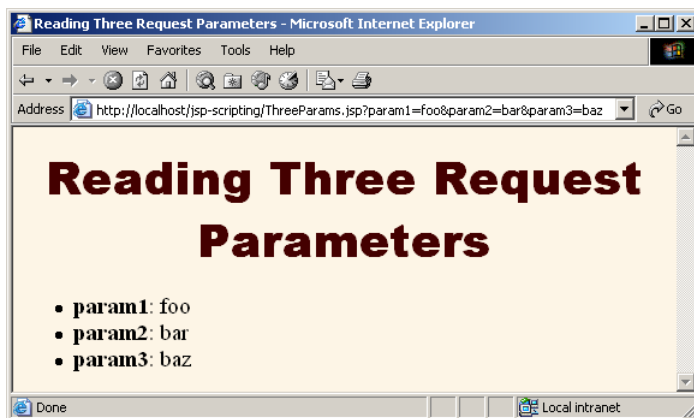 Reading Three Request Parameters - Microsoft Internet Explorer
File Edit View Favorites Tools Help
Address http://localhost/jsp-scripting/ThreeParams.jsp?param1=foo&param2=bar&param3=baz Go
Reading Three Request
Parameters
• param1: foo
• param2: bar
• param3: baz
Done Local intranet